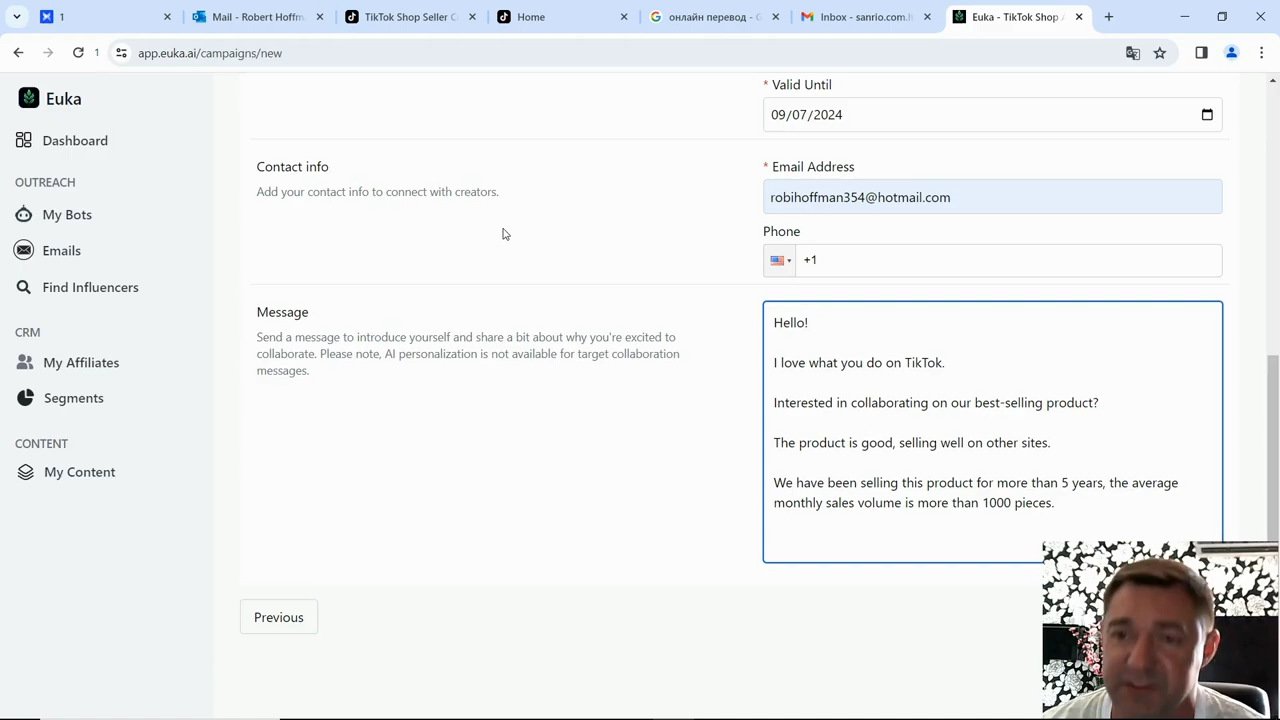 1
Mail - Robert Hoffm
TikTok Shop Seller C
Home
онлайн перевод - G
Inbox - sanrio.com.l
Euka - TikTok Shop A
1
app.euka.ai/campaigns/new
Euka
Dashboard
OUTREACH
My Bots
Emails
Find Influencers
CRM
My Affiliates
Segments
CONTENT
My Content
* Valid Until
09/07/2024
Contact info
Add your contact info to connect with creators.
* Email Address
robihoffman354@hotmail.com
Phone
+1
Message
Send a message to introduce yourself and share a bit about why you're excited to
collaborate. Please note, AI personalization is not available for target collaboration
messages.
Hello!
I love what you do on TikTok.
Interested in collaborating on our best-selling product?
The product is good, selling well on other sites.
We have been selling this product for more than 5 years, the average
monthly sales volume is more than 1000 pieces.
Previous